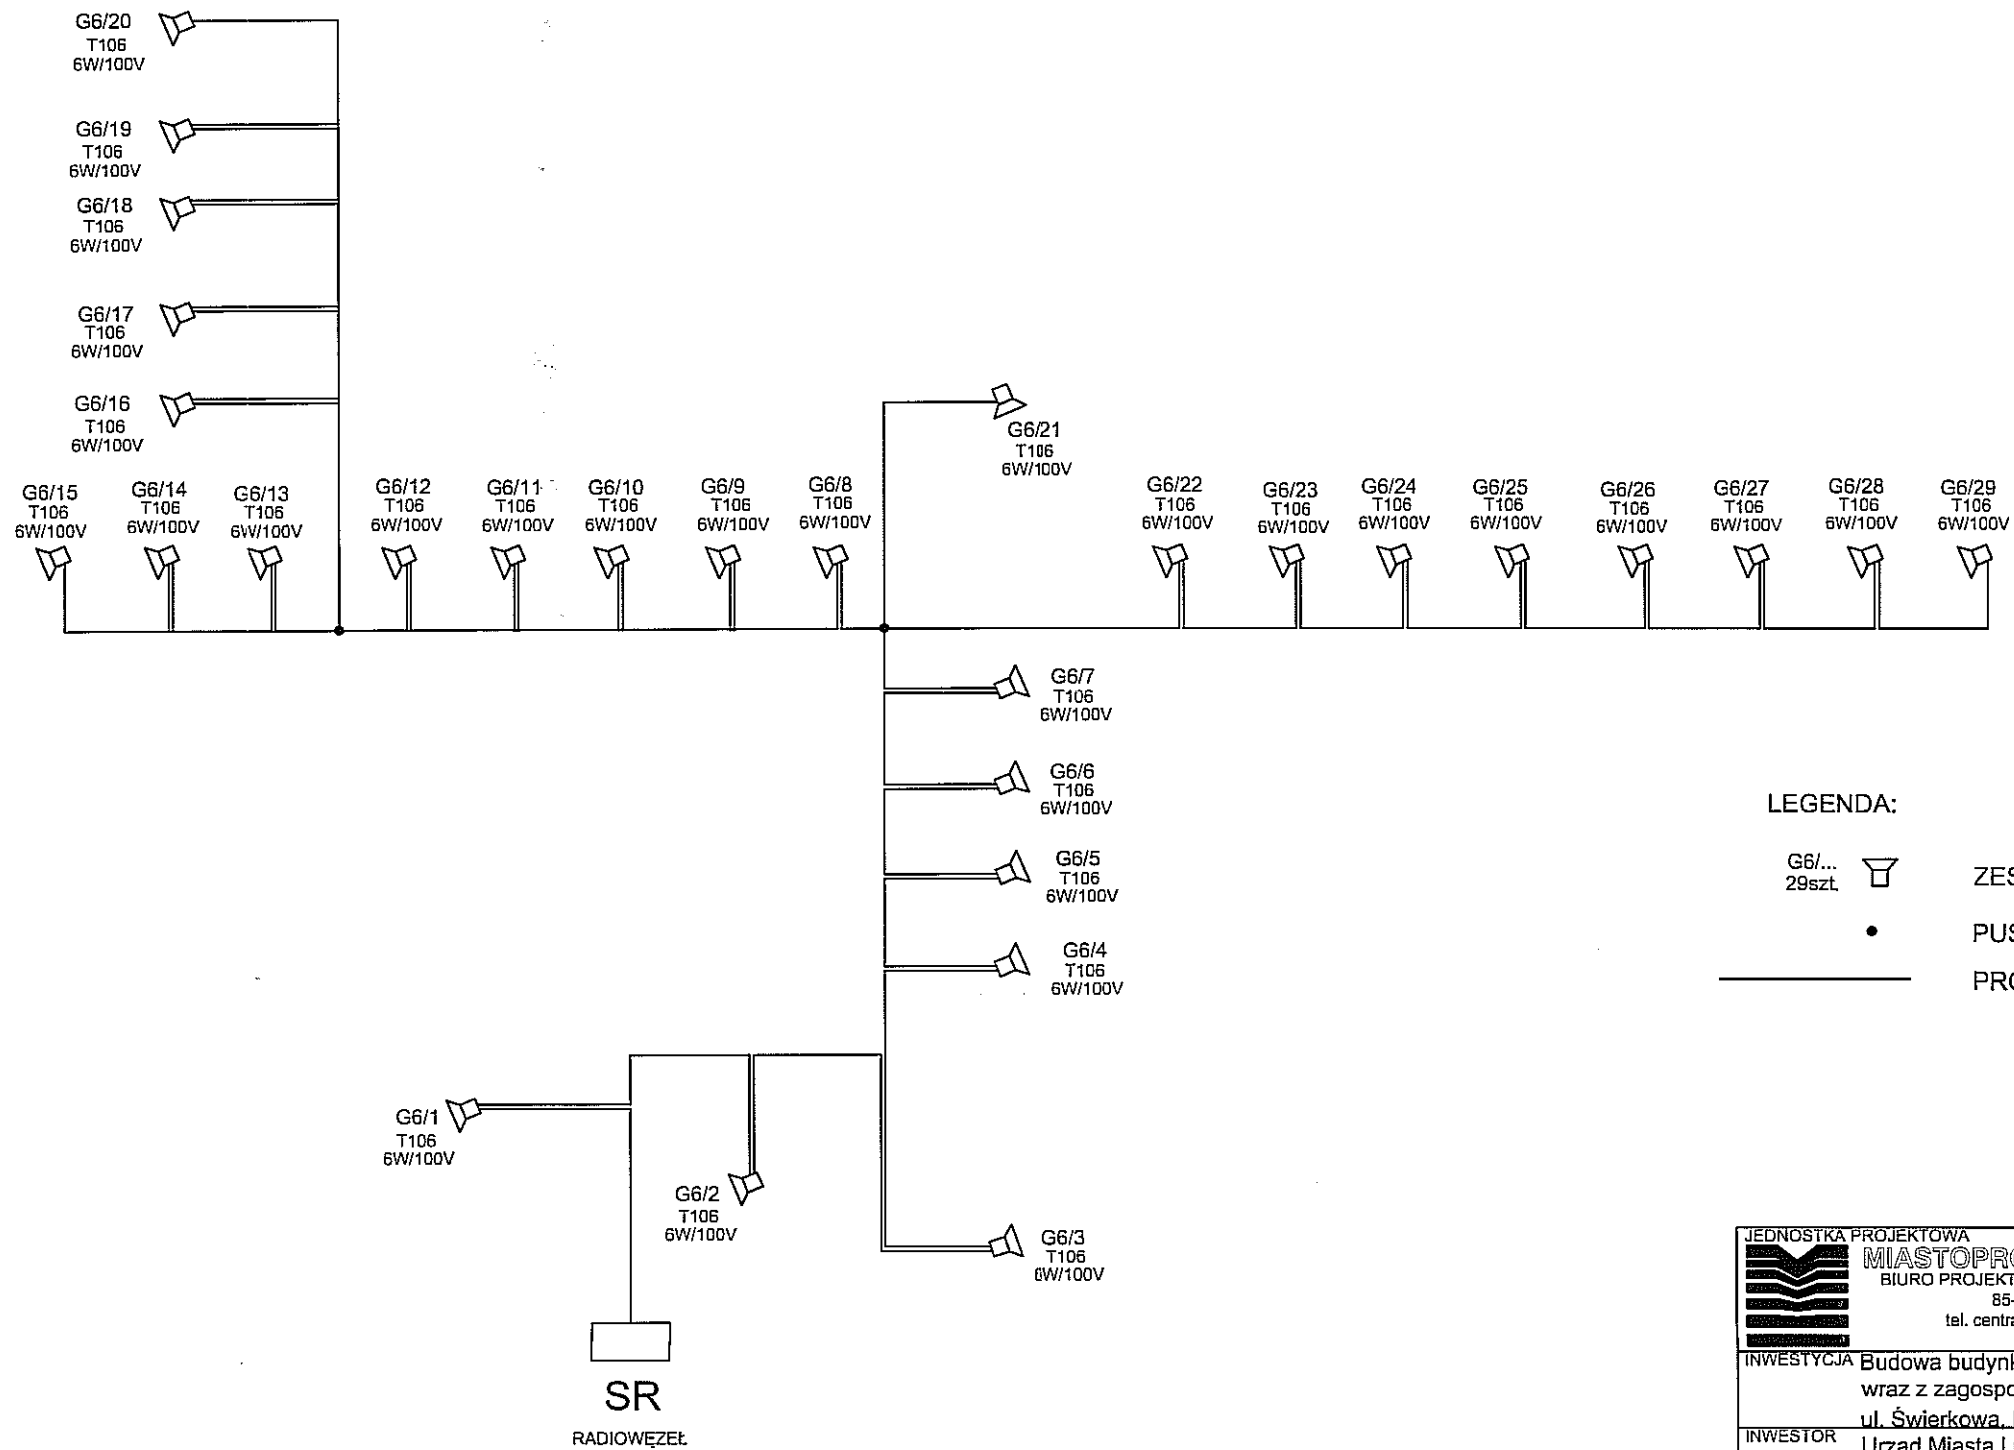 G6/20
T106
6W/100V
G6/19
T106
6W/100V
G6/18
T106
6W/100V
G6/17
T106
6W/100V
G6/16
T106
6W/100V
G6/15
T106
6W/100V
G6/14
T106
6W/100V
G6/13
T106
6W/100V
G6/12
T106
6W/100V
G6/11
T106
6W/100V
G6/10
T106
6W/100V
G6/9
T106
6W/100V
G6/8
T106
6W/100V
G6/21
T106
6W/100V
G6/22
T106
6W/100V
G6/23
T106
6W/100V
G6/24
T106
6W/100V
G6/25
T106
6W/100V
G6/26
T106
6W/100V
G6/27
T106
6W/100V
G6/28
T106
6W/100V
G6/29
T106
6W/100V
G6/7
T106
6W/100V
G6/6
T106
6W/100V
G6/5
T106
6W/100V
G6/4
T106
6W/100V
G6/1
T106
6W/100V
G6/2
T106
6W/100V
G6/3
T106
6W/100V
SR
RADIOWĘZEŁ
LEGENDA:
G6/...
29szt.
ZES
PUS
PRO
JEDNOSTKA PROJEKTOWA
MIASTOPRO
BIURO PROJEKT
85-
tel. centra
INWESTYCJA Budowa budynk
wraz z zagospo
ul. Świerkowa,
INWESTOR Urząd Miasta i